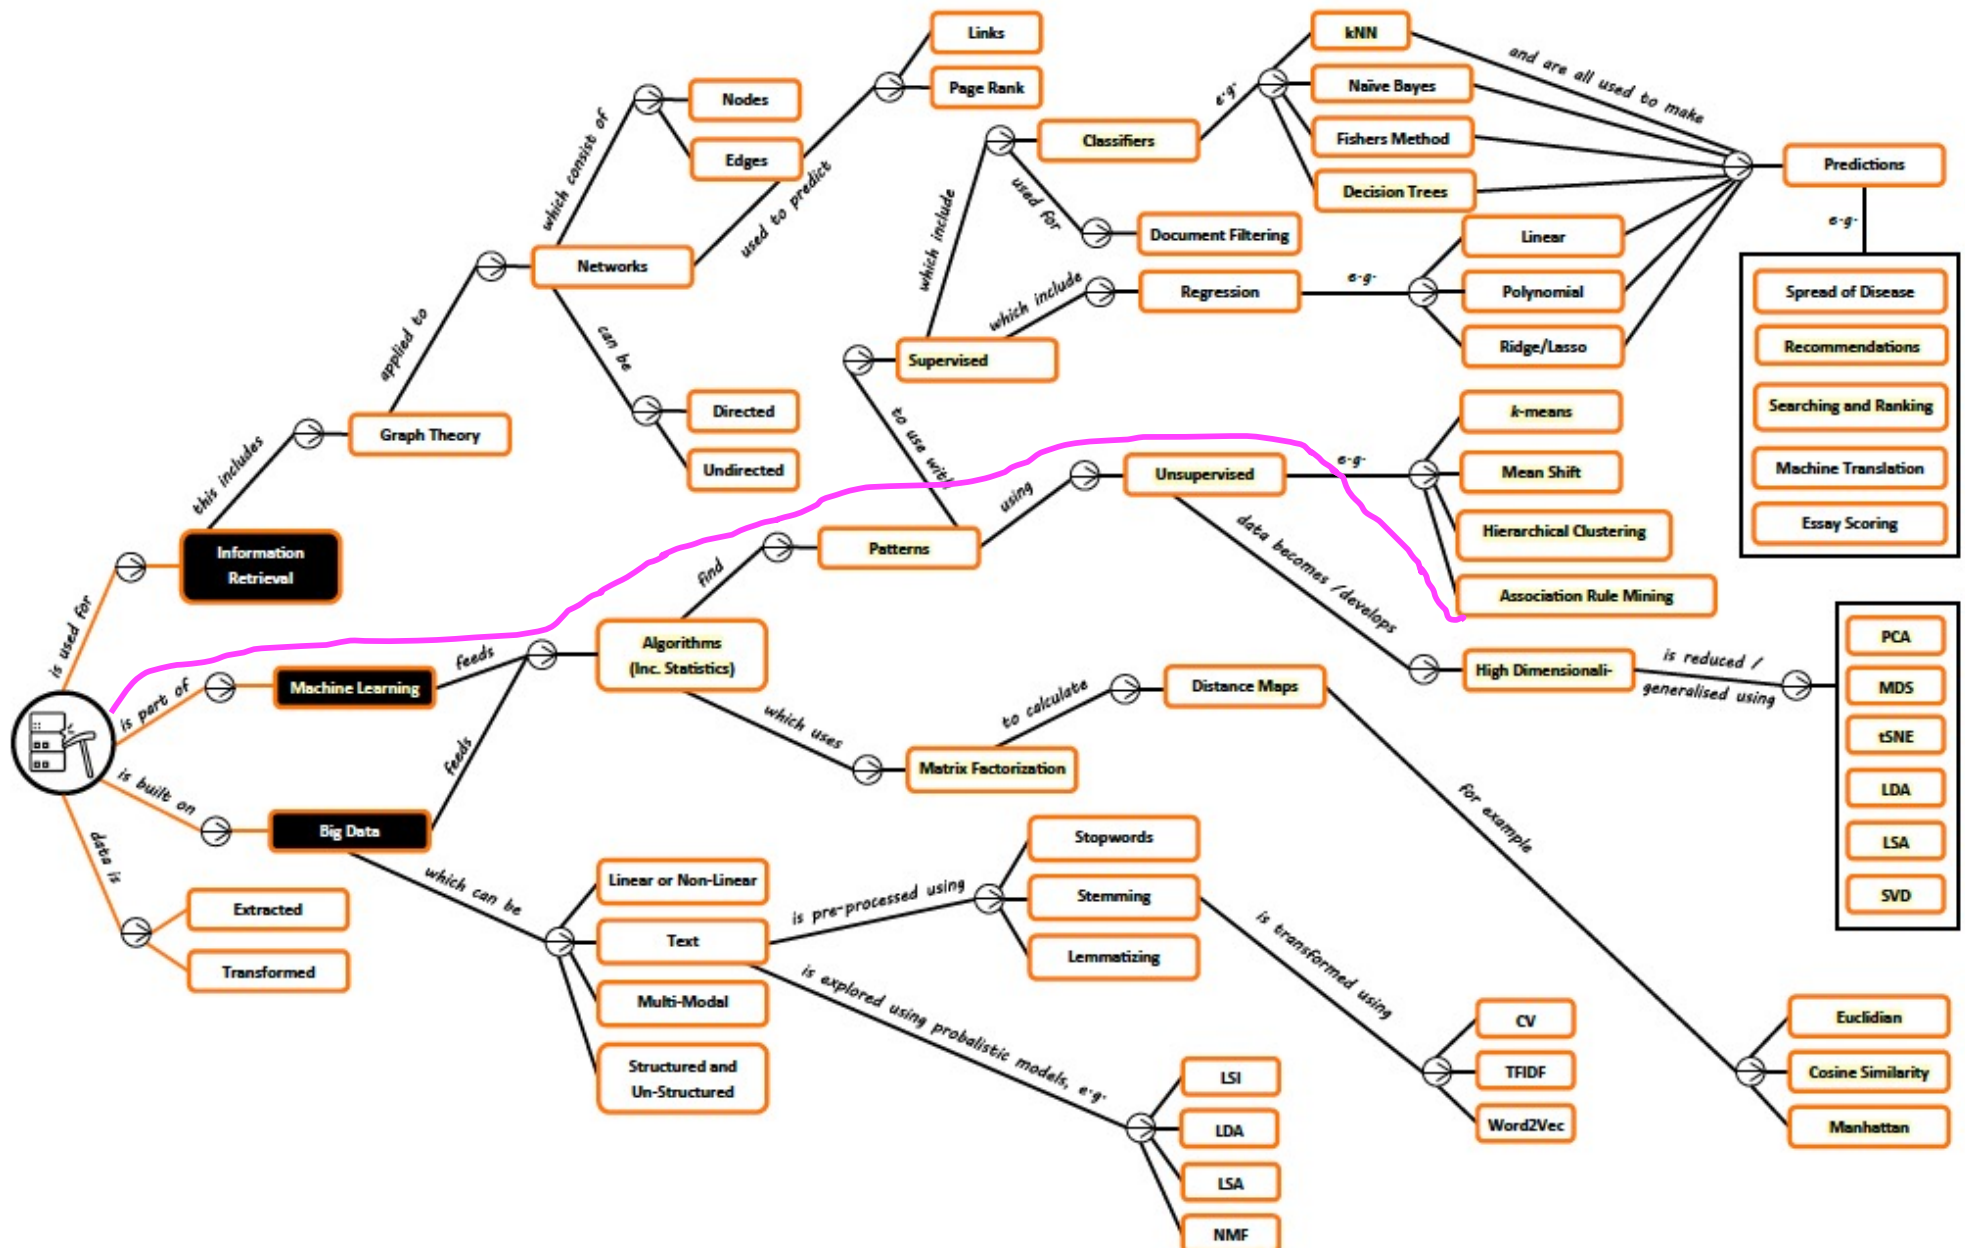 Links
Page Rank
Nodes
Edges
which consist of
used to predict
Networks
can be
Directed
Undirected
applied to
Graph Theory
this includes
Information
Retrieval
is used for
is part of
Machine Learning
feeds
is built on
Big Data
feeds
data is
Extracted
Transformed
Algorithms
(Inc. Statistics)
find
Patterns
to use with
Supervised
which include
Classifiers
used for
Document Filtering
which include
Regression
e.g.
kNN
Naïve Bayes
Fishers Method
Decision Trees
and are all used to make
e.g.
Linear
Polynomial
Ridge/Lasso
Predictions
e.g.
Spread of Disease
Recommendations
Searching and Ranking
Machine Translation
Essay Scoring
using
Unsupervised
e.g.
k-means
Mean Shift
Hierarchical Clustering
Association Rule Mining
data becomes /develops
High Dimensionali-
is reduced /
generalised using
PCA
MDS
tSNE
LDA
LSA
SVD
which uses
Matrix Factorization
to calculate
Distance Maps
for example
Euclidian
Cosine Similarity
Manhattan
which can be
Linear or Non-Linear
Text
Multi-Modal
Structured and
Un-Structured
is pre-processed using
Stopwords
Stemming
Lemmatizing
is transformed using
CV
TFIDF
Word2Vec
is explored using probalistic models, e.g.
LSI
LDA
LSA
NMF